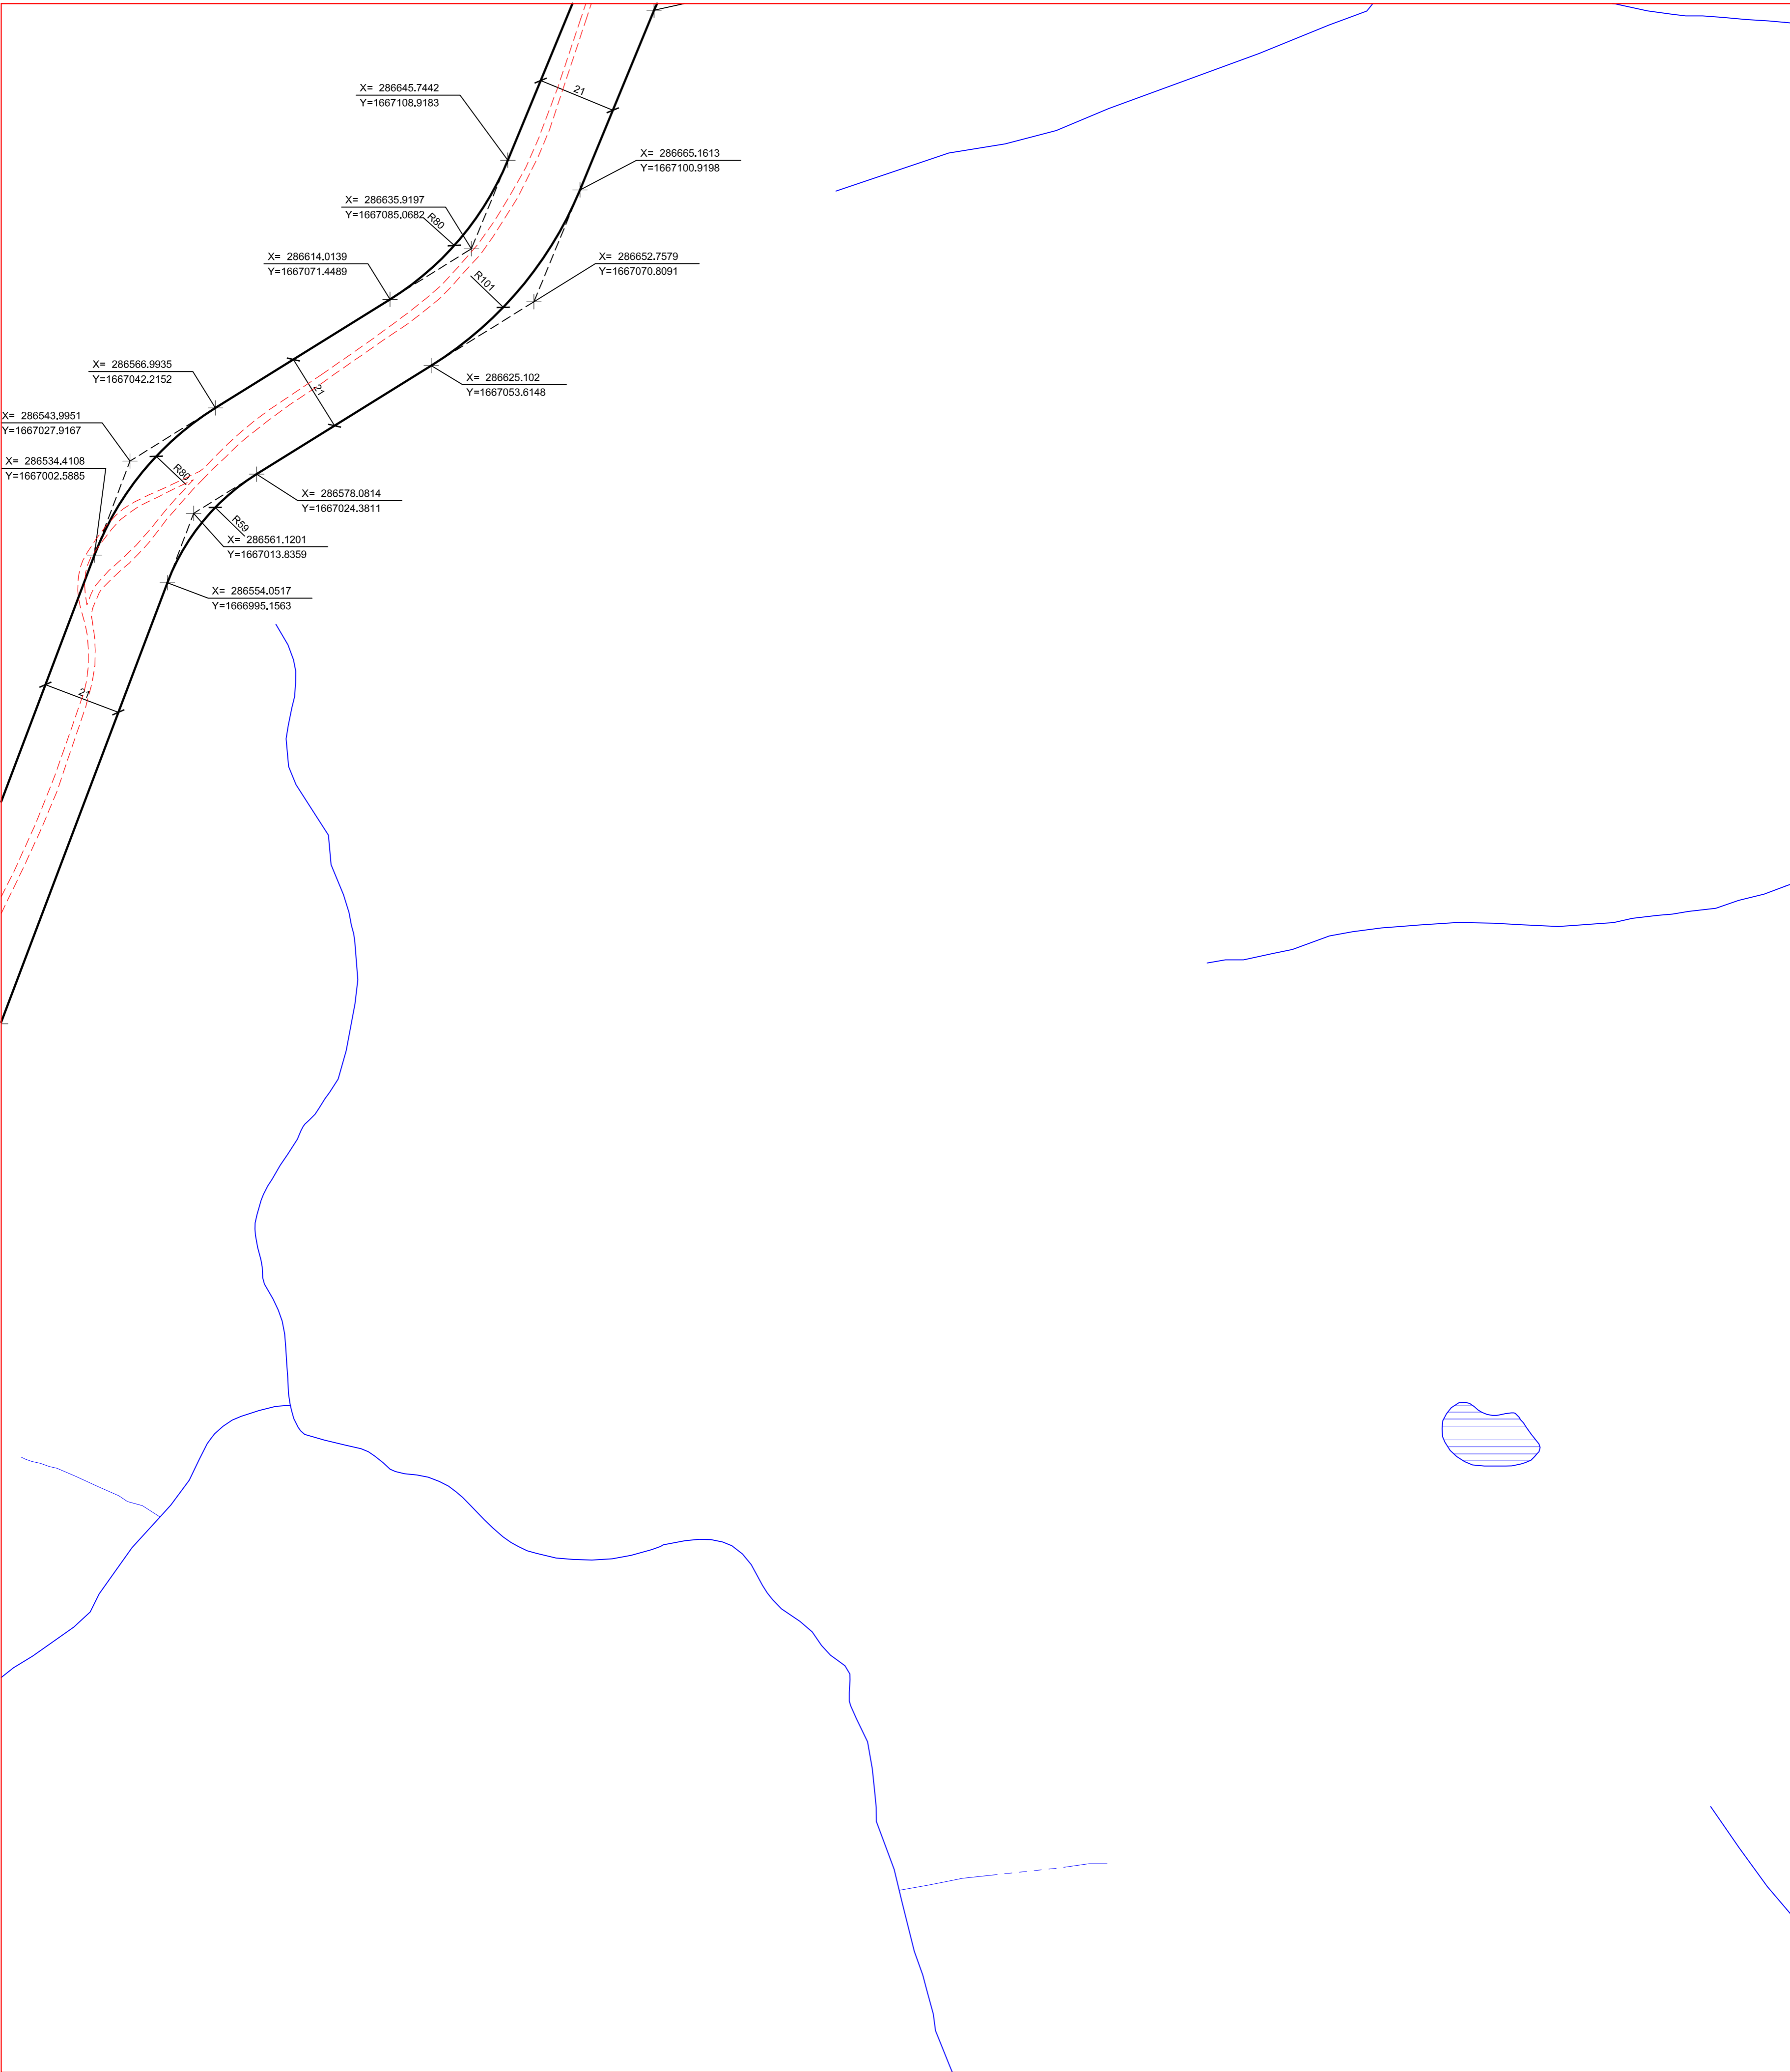 X= 286645.7442
Y=1667108.9183
21
X= 286665.1613
Y=1667100.9198
X= 286635.9197
Y=1667085.0682
R80
X= 286614.0139
Y=1667071.4489
X= 286652.7579
Y=1667070.8091
R101
X= 286566.9935
Y=1667042.2152
X= 286625.102
Y=1667053.6148
21
X= 286543.9951
Y=1667027.9167
X= 286534.4108
Y=1667002.5885
R80
X= 286578.0814
Y=1667024.3811
R59
X= 286561.1201
Y=1667013.8359
X= 286554.0517
Y=1666995.1563
21